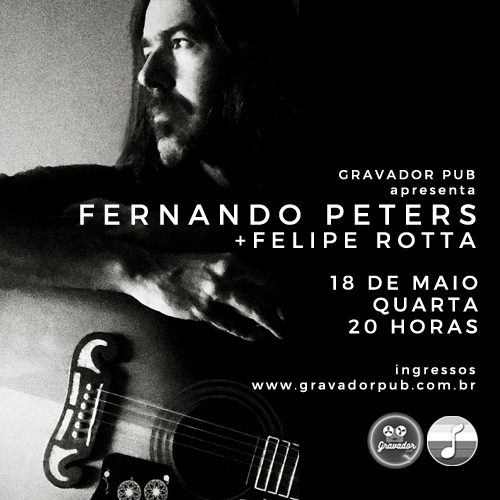 GRAVADOR PUB
apresenta
FERNANDO PETERS
+FELIPE ROTTA
18 DE MAIO
QUARTA
20 HORAS
ingressos
www.gravadorpub.com.br
Gravador